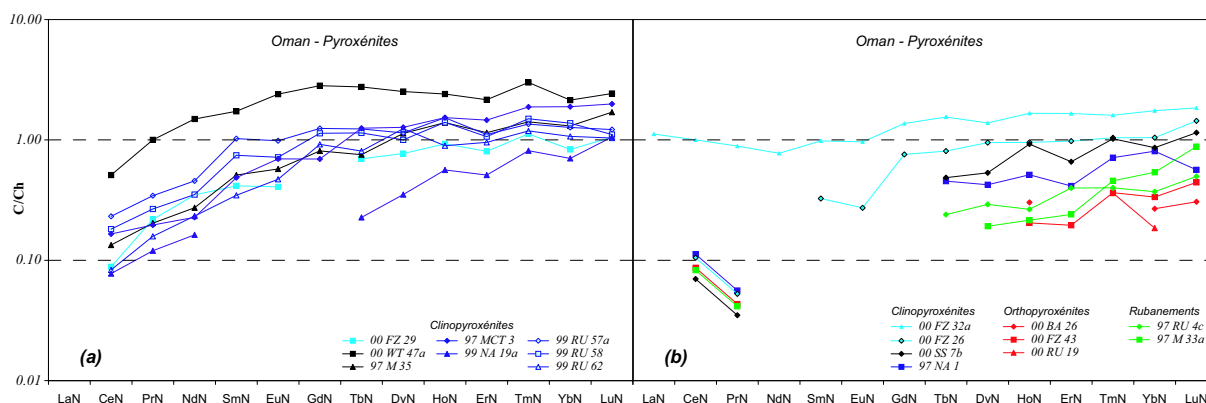 10.00
Oman - Pyroxénites
Oman - Pyroxénites
1.00
C/Ch
C/Ch
0.10
0.01
Clinopyroxénites
00 FZ 29
97 MCT 3
99 RU 57a
00 WT 47a
99 NA 19a
99 RU 58
97 M 35
99 RU 62
(a)
Clinopyroxénites
Orthopyroxénites
Rubanements
00 FZ 32a
00 BA 26
97 RU 4c
00 FZ 26
00 FZ 43
97 M 33a
00 SS 7b
00 RU 19
97 NA 1
(b)
LaN CeN PrN NdN SmN EuN GdN TbN DvN HoN ErN TmN YbN LuN
LaN CeN PrN NdN SmN EuN GdN TbN DvN HoN ErN TmN YbN LuN